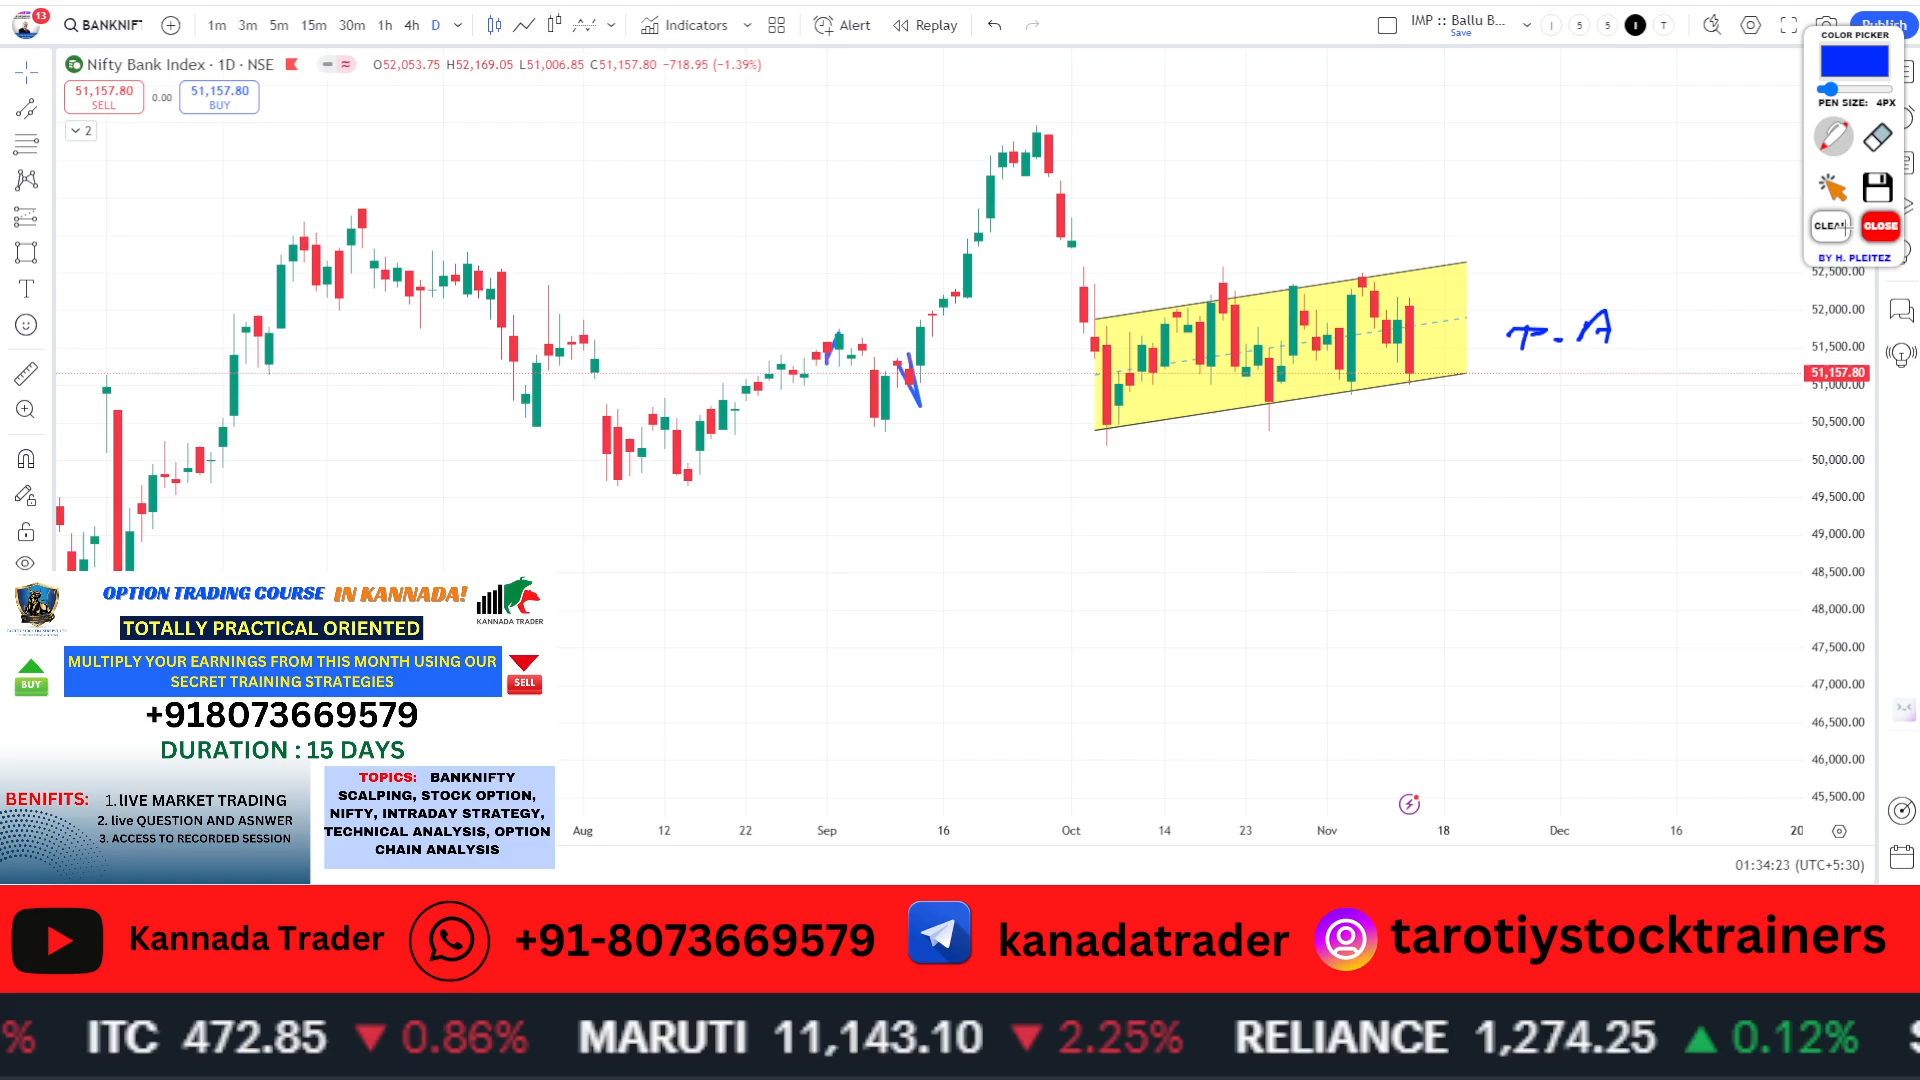 13
BANKNIFT
1m 3m 5m 15m 30m 1h 4h D
Indicators
Alert
Replay
IMP :: Ballu B...
Save
I 5 5 I T
Publish
COLOR PICKER
PEN SIZE: 4PX
CLEAR
CLOSE
BY H. PLEITEZ
Nifty Bank Index · 1D · NSE
O52,053.75 H52,169.05 L51,006.85 C51,157.80 −718.95 (−1.39%)
51,157.80
SELL
0.00
51,157.80
BUY
2
T
P. A
52,500.00
52,000.00
51,500.00
51,157.80
51,000.00
50,500.00
50,000.00
49,500.00
49,000.00
48,500.00
48,000.00
47,500.00
47,000.00
46,500.00
46,000.00
45,500.00
Aug 12 22 Sep 16 Oct 14 23 Nov 18 Dec 16 20
01:34:23 (UTC+5:30)
OPTION TRADING COURSE IN KANNADA!
KANNADA TRADER
TOTALLY PRACTICAL ORIENTED
BUY
MULTIPLY YOUR EARNINGS FROM THIS MONTH USING OUR
SECRET TRAINING STRATEGIES
SELL
+918073669579
DURATION : 15 DAYS
BENIFITS:
1. LIVE MARKET TRADING
2. live QUESTION AND ASNWER
3. ACCESS TO RECORDED SESSION
TOPICS: BANKNIFTY
SCALPING, STOCK OPTION,
NIFTY, INTRADAY STRATEGY,
TECHNICAL ANALYSIS, OPTION
CHAIN ANALYSIS
Kannada Trader
+91-8073669579
kanadatrader
tarotiystocktrainers
% ITC 472.85 ▼ 0.86% MARUTI 11,143.10 ▼ 2.25% RELIANCE 1,274.25 ▲ 0.12%